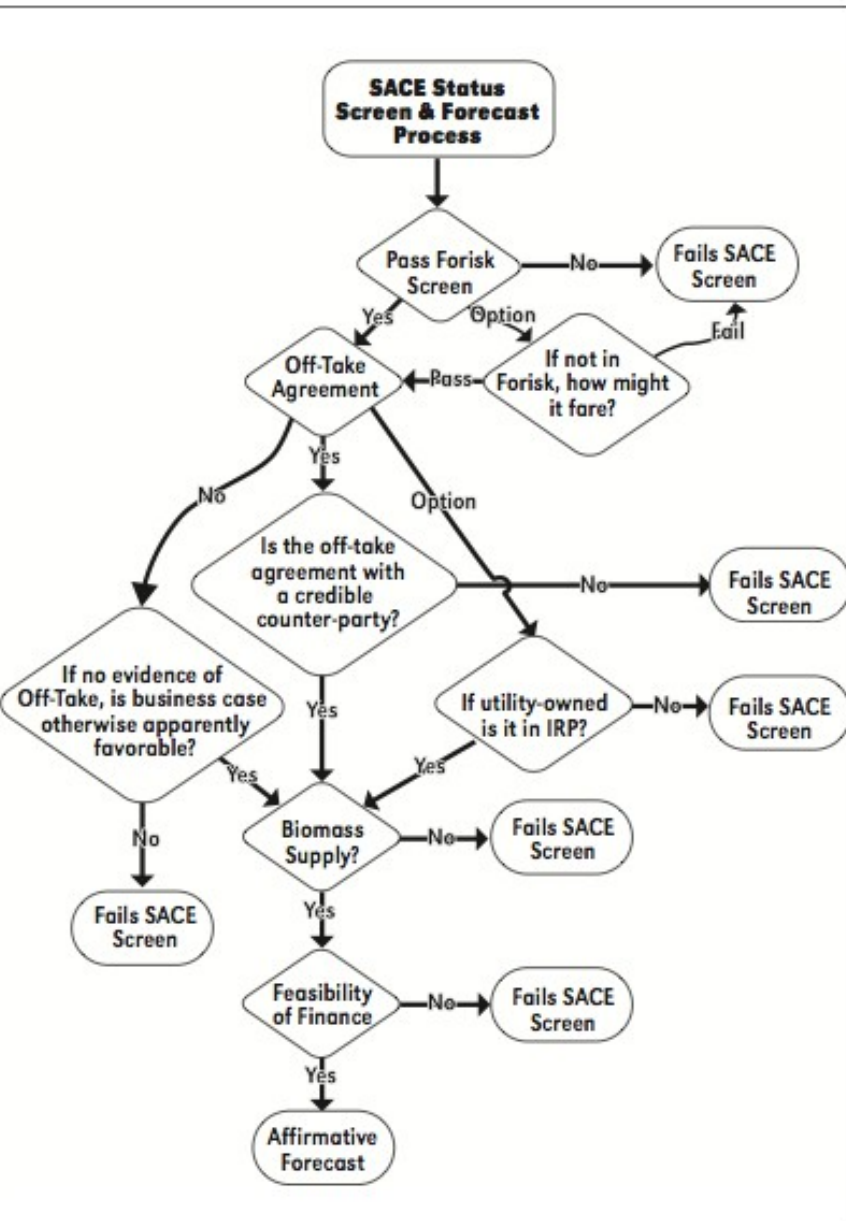 SACE Status
Screen & Forecast
Process
Pass Forisk
Screen
No
Fails SACE
Screen
Yes
Option
Fail
Off-Take
Agreement
Pass
If not in
Forisk, how might
it fare?
No
Yes
Option
Is the off-take
agreement with
a credible
counter-party?
No
Fails SACE
Screen
If no evidence of
Off-Take, is business case
otherwise apparently
favorable?
Yes
If utility-owned
is it in IRP?
No
Fails SACE
Screen
Yes
Yes
No
Biomass
Supply?
No
Fails SACE
Screen
Fails SACE
Screen
Yes
Feasibility
of Finance
No
Fails SACE
Screen
Yes
Affirmative
Forecast